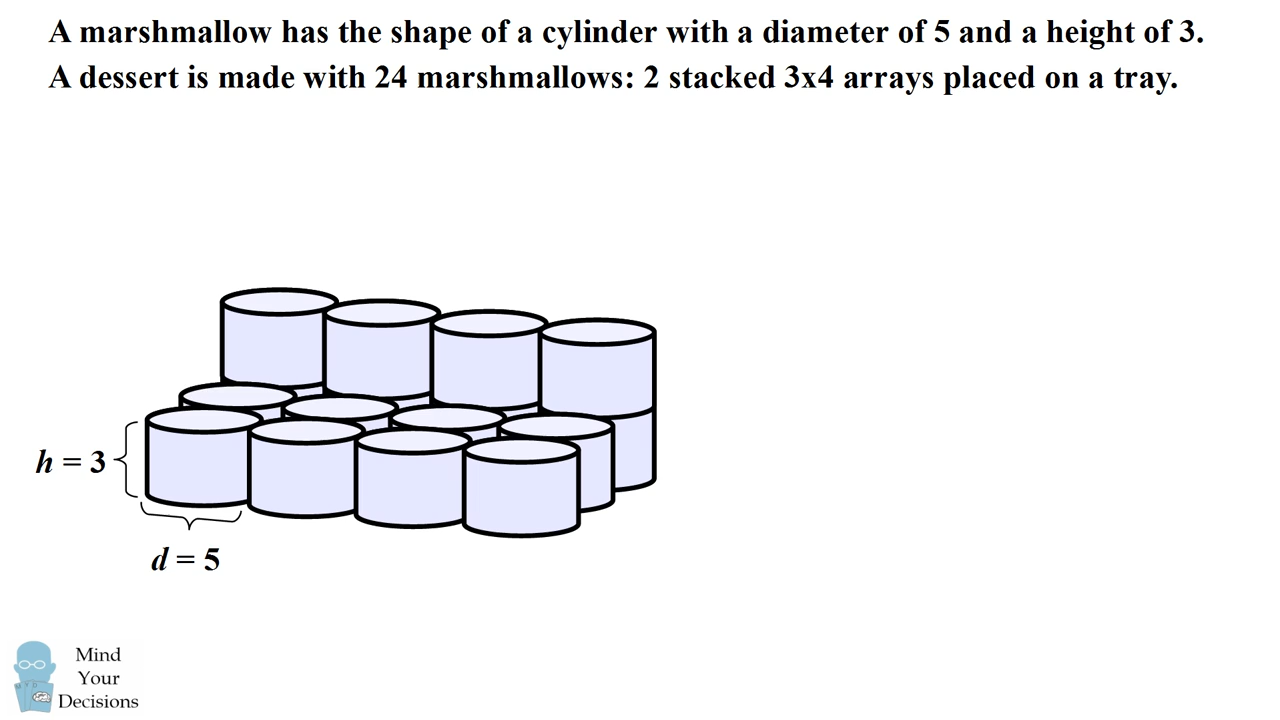 A marshmallow has the shape of a cylinder with a diameter of 5 and a height of 3.
A dessert is made with 24 marshmallows: 2 stacked 3x4 arrays placed on a tray.
h = 3
d = 5
Mind
Your
Decisions